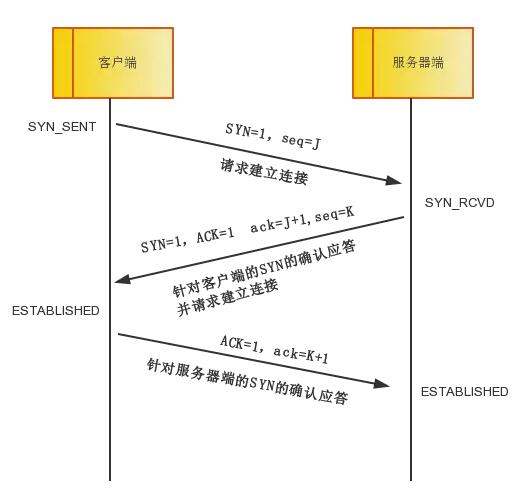 客户端
服务器端
SYN_SENT
SYN=1, seq=J
请求建立连接
SYN_RCVD
SYN=1, ACK=1 ack=J+1,seq=K
针对客户端的SYN的确认应答
并请求建立连接
ESTABLISHED
ACK=1, ack=K+1
针对服务器端的SYN的确认应答
ESTABLISHED